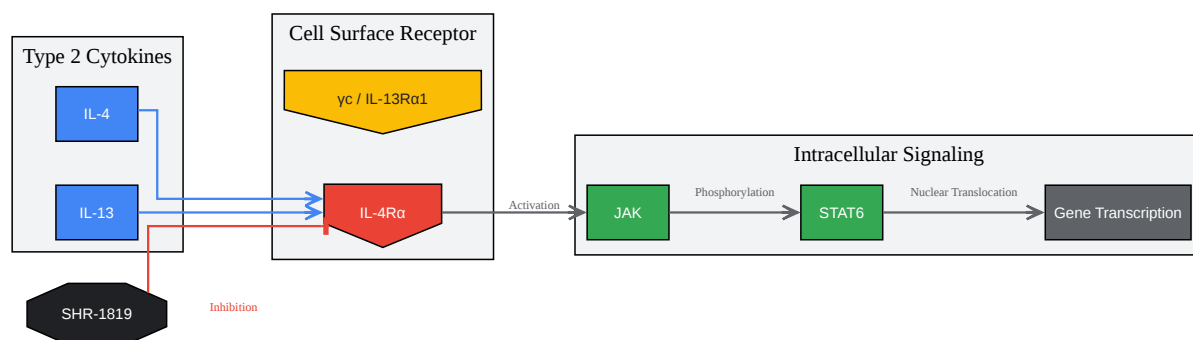 Type 2 Cytokines
IL-4
IL-13
SHR-1819
Inhibition
Cell Surface Receptor
γc / IL-13Rα1
IL-4Rα
Activation
Intracellular Signaling
JAK
Phosphorylation
STAT6
Nuclear Translocation
Gene Transcription